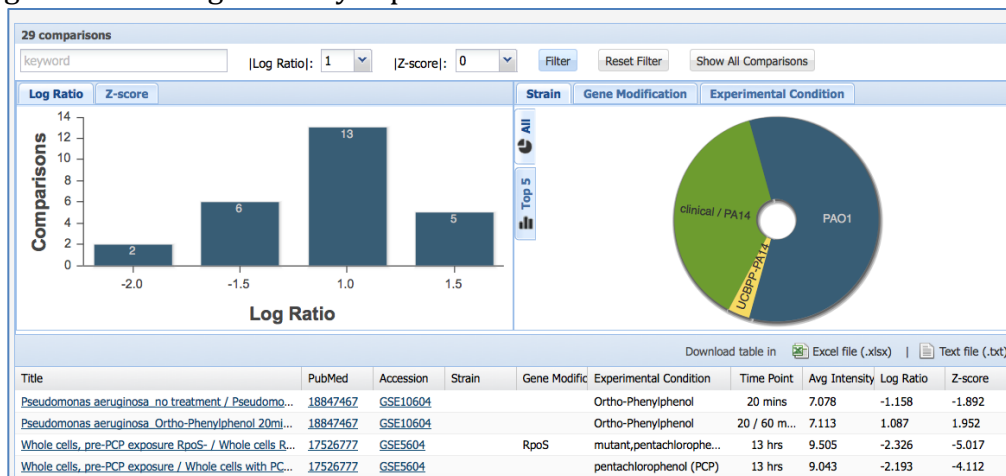 29 comparisons
keyword |Log Ratio|: 1 |Z-score|: 0 Filter Reset Filter Show All Comparisons
Log Ratio Z-score
Comparisons
14
12
10
8
6
4
2
0
2
6
13
5
-2.0 -1.5 1.0 1.5
Log Ratio
Strain Gene Modification Experimental Condition
All
Top 5
clinical / PA14
PAO1
UCBPP-PA14
Download table in Excel file (.xlsx) | Text file (.txt)
Title PubMed Accession Strain Gene Modific Experimental Condition Time Point Avg Intensity Log Ratio Z-score
Pseudomonas aeruginosa no treatment / Pseudomo... 18847467 GSE10604 Ortho-Phenylphenol 20 mins 7.078 -1.158 -1.892
Pseudomonas aeruginosa Ortho-Phenylphenol 20mi... 18847467 GSE10604 Ortho-Phenylphenol 20 / 60 m... 7.113 1.087 1.952
Whole cells, pre-PCP exposure RpoS- / Whole cells R... 17526777 GSE5604 RpoS mutant,pentachlorophe... 13 hrs 9.505 -2.326 -5.017
Whole cells, pre-PCP exposure / Whole cells with PC... 17526777 GSE5604 pentachlorophenol (PCP) 13 hrs 9.043 -2.193 -4.112